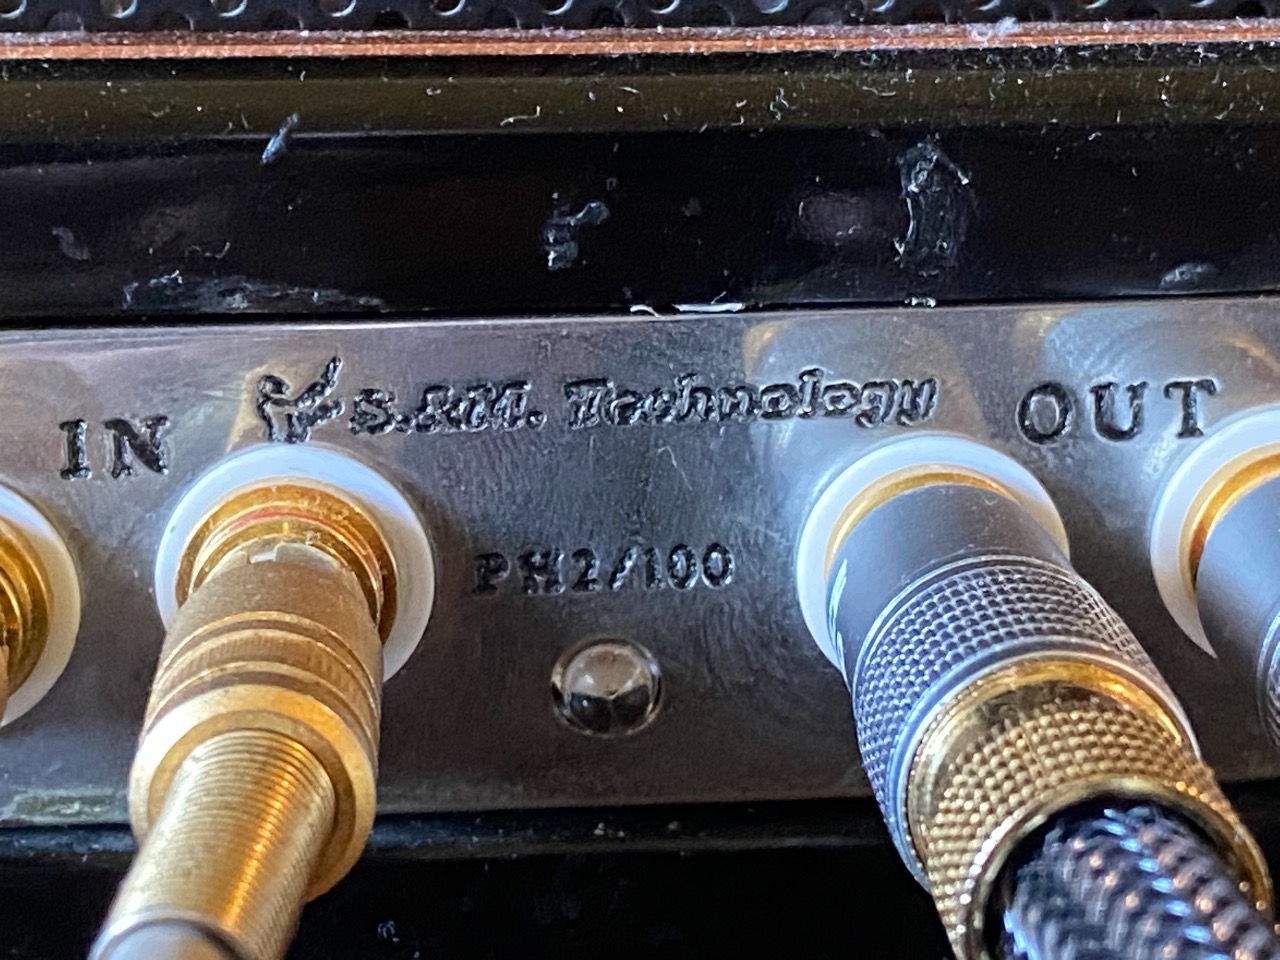 IN
S.&M. Technology
OUT
PH2/100